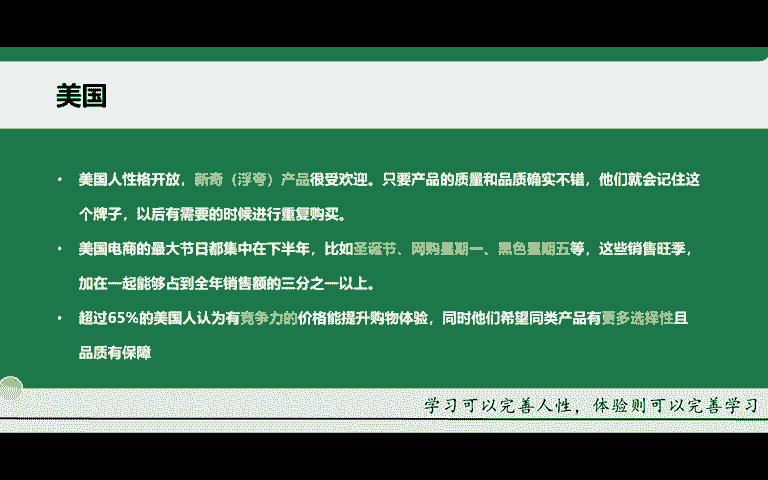 美国
• 美国人性格开放，新奇（浮夸）产品很受欢迎。只要产品的质量和品质确实不错，他们就会记住这
个牌子，以后有需要的时候进行重复购买。
• 美国电商的最大节日都集中在下半年，比如圣诞节、网购星期一、黑色星期五等，这些销售旺季，
加在一起能够占到全年销售额的三分之一以上。
• 超过65%的美国人认为有竞争力的价格能提升购物体验，同时他们希望同类产品有更多选择性且
品质有保障
学习可以完善人性，体验则可以完善学习